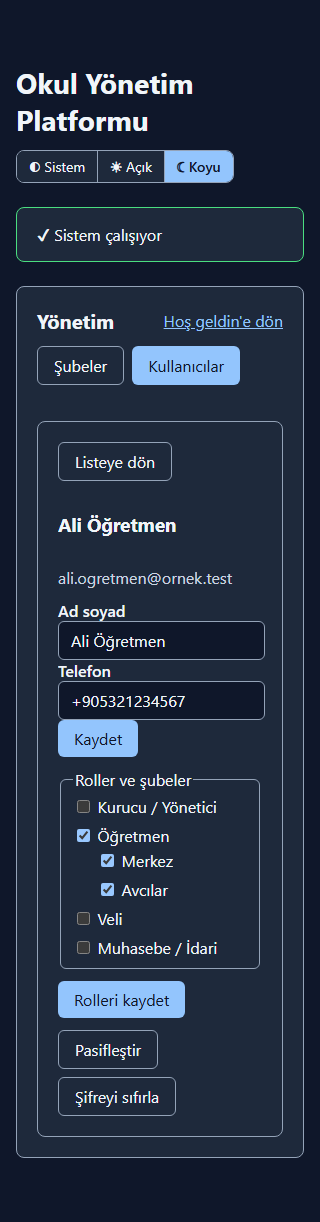 Okul Yönetim
Platformu
Sistem
Açık
Koyu
✓ Sistem çalışıyor
Yönetim
Hoş geldin'e dön
Şubeler
Kullanıcılar
Listeye dön
Ali Öğretmen
ali.ogretmen@ornek.test
Ad soyad
Ali Öğretmen
Telefon
+905321234567
Kaydet
Roller ve şubeler
Kurucu / Yönetici
Öğretmen
Merkez
Avcılar
Veli
Muhasebe / İdari
Rolleri kaydet
Pasifleştir
Şifreyi sıfırla